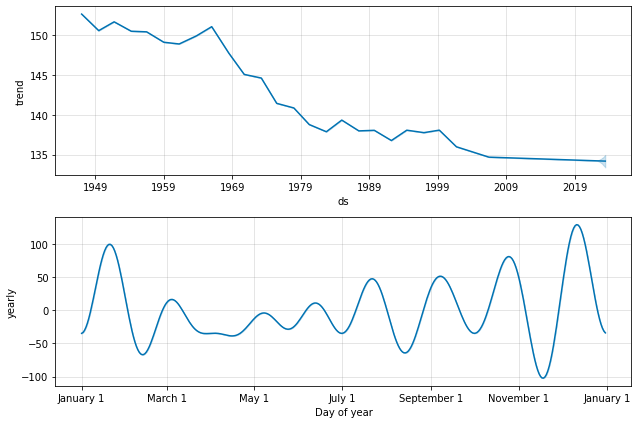 150
145
140
135
trend
1949 1959 1969 1979 1989 1999 2009 2019
ds
100
50
0
−50
−100
yearly
January 1 March 1 May 1 July 1 September 1 November 1 January 1
Day of year